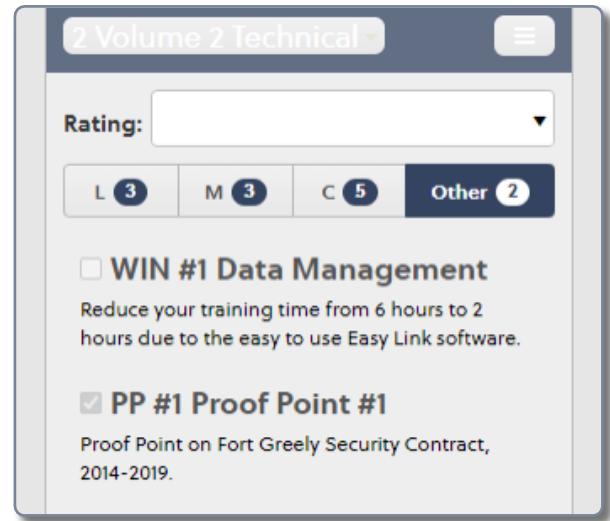 2 Volume 2 Technical
Rating:
L 3 M 3 C 5 Other 2
WIN #1 Data Management
Reduce your training time from 6 hours to 2
hours due to the easy to use Easy Link software.
PP #1 Proof Point #1
Proof Point on Fort Greely Security Contract,
2014-2019.